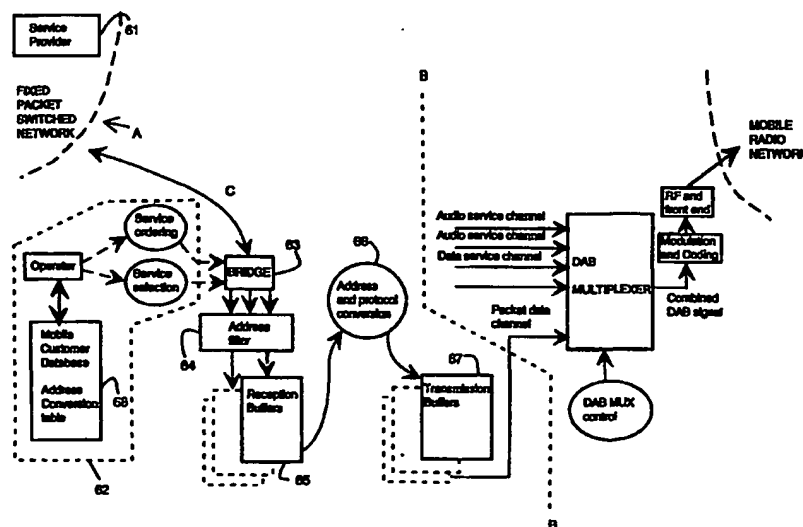 Service
Provider
61
FIXED
PACKET
SWITCHED
NETWORK
A
B
MOBILE
RADIO
NETWORK
C
Service
ordering
Operator
Service
selection
BRIDGE
63
66
Address
and protocol
conversion
Address
filter
64
Mobile
Customer
Database
Address
Conversion
table
68
62
Reception
Buffers
65
67
Transmission
Buffers
Audio service channel
Audio service channel
Data service channel
Packet data
channel
DAB
MULTIPLEXER
RF and
front end
Modulation
and Coding
Combined
DAB signal
DAB MUX
control
B